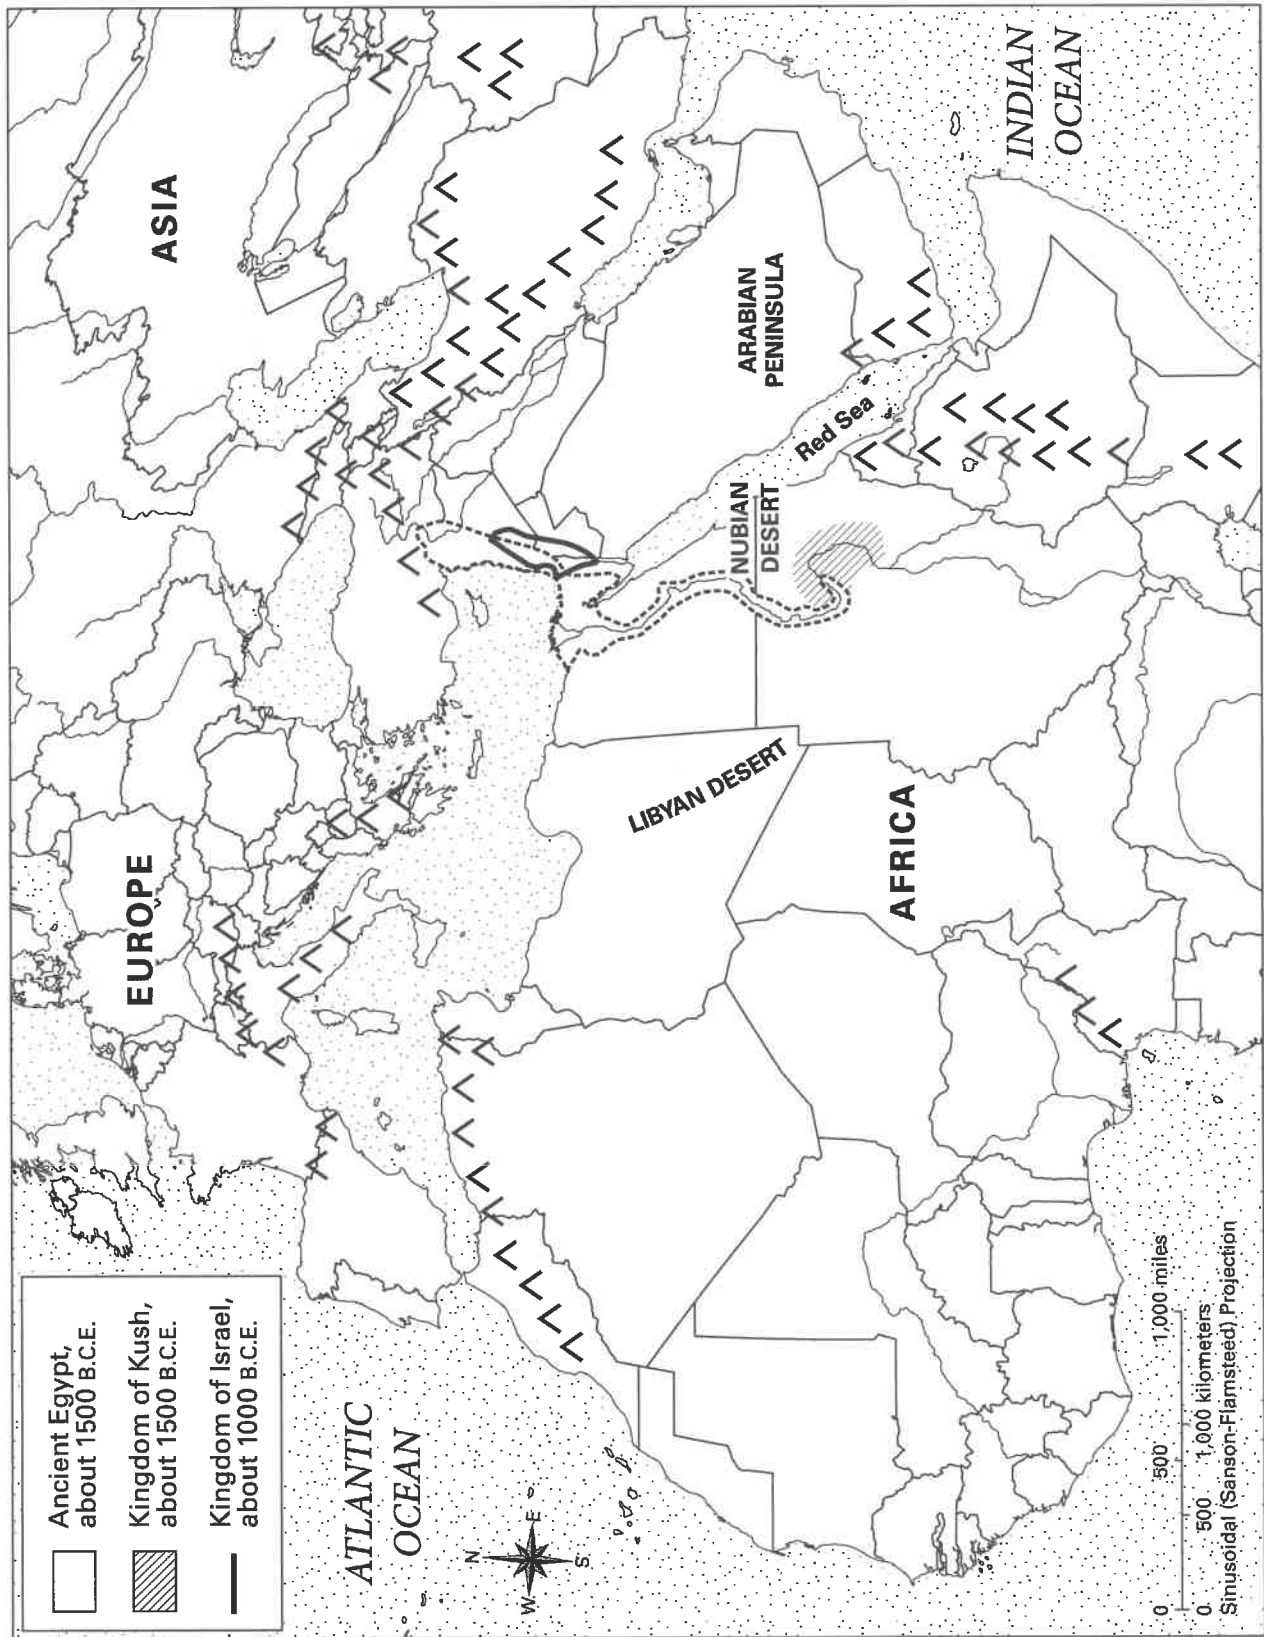 Ancient Egypt,
about 1500 B.C.E.
Kingdom of Kush,
about 1500 B.C.E.
Kingdom of Israel,
about 1000 B.C.E.
EUROPE
ASIA
ATLANTIC
OCEAN
N
W
E
S
LIBYAN DESERT
NUBIAN
DESERT
Red Sea
ARABIAN
PENINSULA
AFRICA
INDIAN
OCEAN
0 500 1,000 miles
0 500 1,000 kilometers
Sinusoidal (Sanson-Flamsteed) Projection